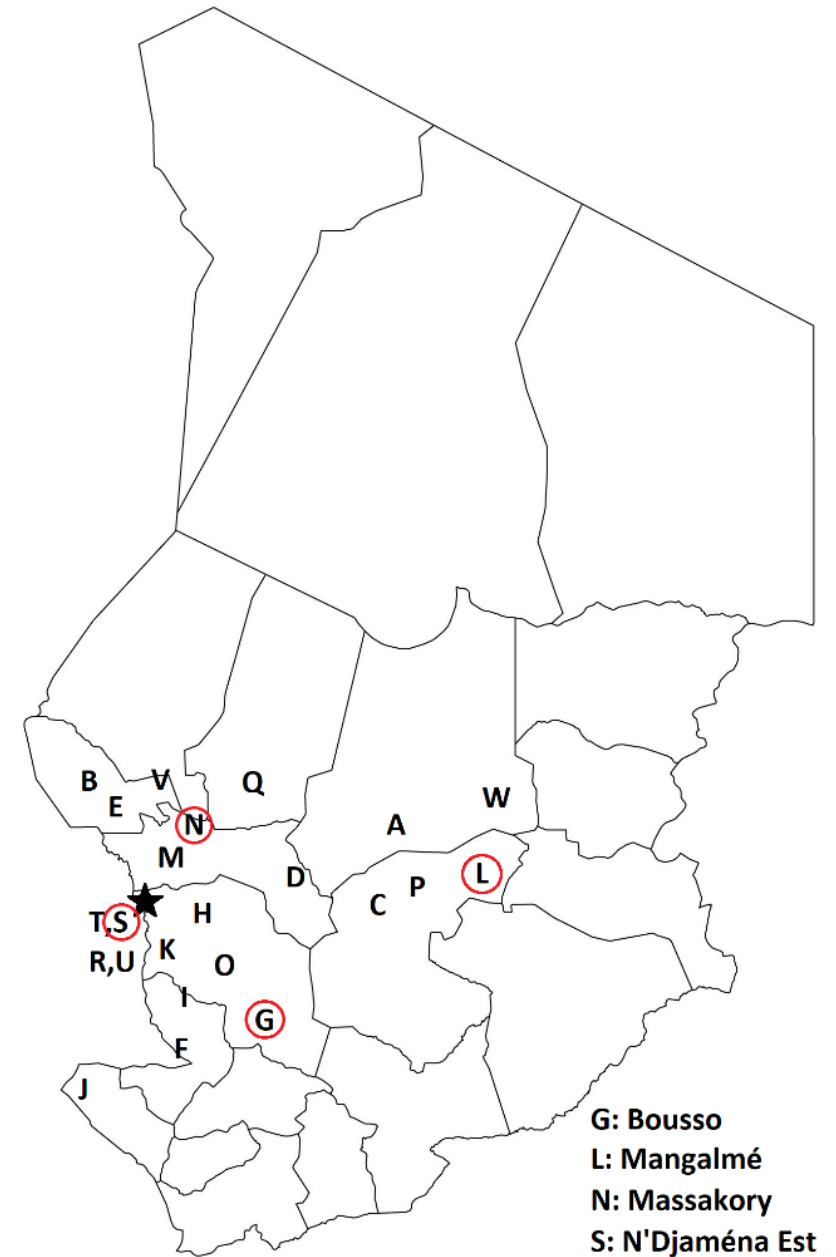 B
V
E
Q
N
W
A
M
D
L
P
C
H
T,S
K
R,U
O
I
G
F
J
G: Bousso
L: Mangalmé
N: Massakory
S: N'Djaména Est